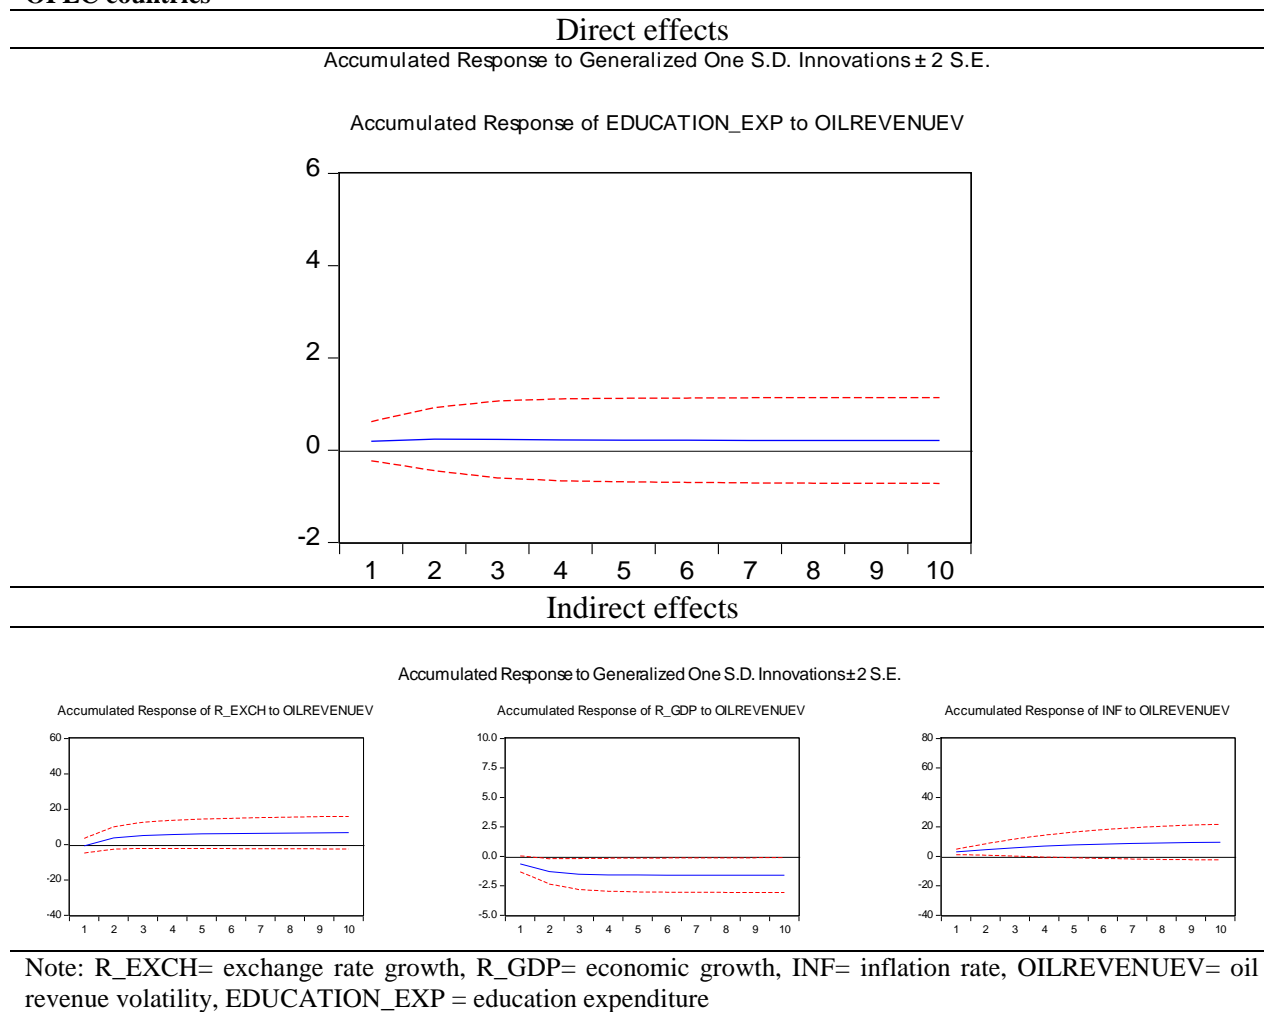 OPEC countries
Direct effects
Accumulated Response to Generalized One S.D. Innovations ± 2 S.E.
Accumulated Response of EDUCATION_EXP to OILREVENUEV
6
4
2
0
-2
1 2 3 4 5 6 7 8 9 10
Indirect effects
Accumulated Response to Generalized One S.D. Innovations ± 2 S.E.
Accumulated Response of R_EXCH to OILREVENUEV
60
40
20
0
-20
-40
1 2 3 4 5 6 7 8 9 10
Accumulated Response of R_GDP to OILREVENUEV
10.0
7.5
5.0
2.5
0.0
-2.5
-5.0
1 2 3 4 5 6 7 8 9 10
Accumulated Response of INF to OILREVENUEV
80
60
40
20
0
-20
-40
1 2 3 4 5 6 7 8 9 10
Note: R_EXCH= exchange rate growth, R_GDP= economic growth, INF= inflation rate, OILREVENUEV= oil
revenue volatility, EDUCATION_EXP = education expenditure